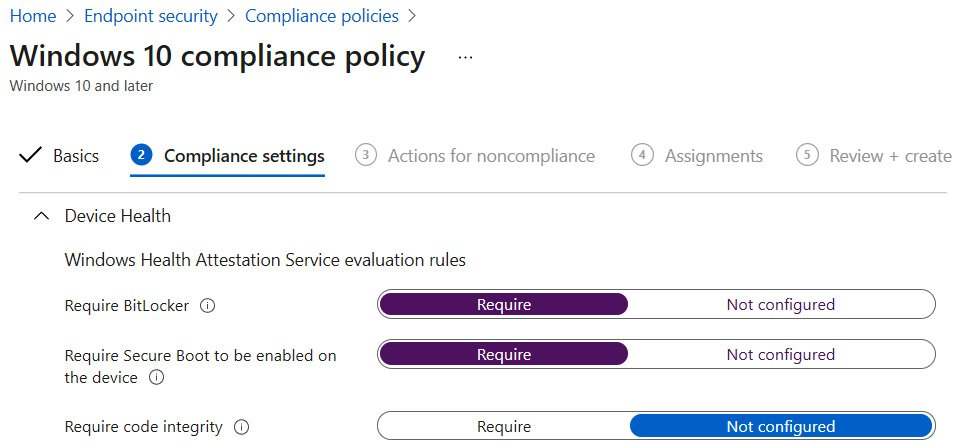 Home > Endpoint security > Compliance policies >
Windows 10 compliance policy ...
Windows 10 and later
Basics 2 Compliance settings 3 Actions for noncompliance 4 Assignments 5 Review + create
Device Health
Windows Health Attestation Service evaluation rules
Require BitLocker Require Not configured
Require Secure Boot to be enabled on
the device Require Not configured
Require code integrity Require Not configured